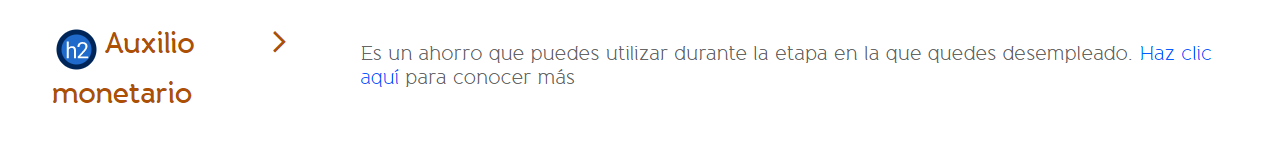 h2 Auxilio
monetario
Es un ahorro que puedes utilizar durante la etapa en la que quedes desempleado. Haz clic
aquí para conocer más